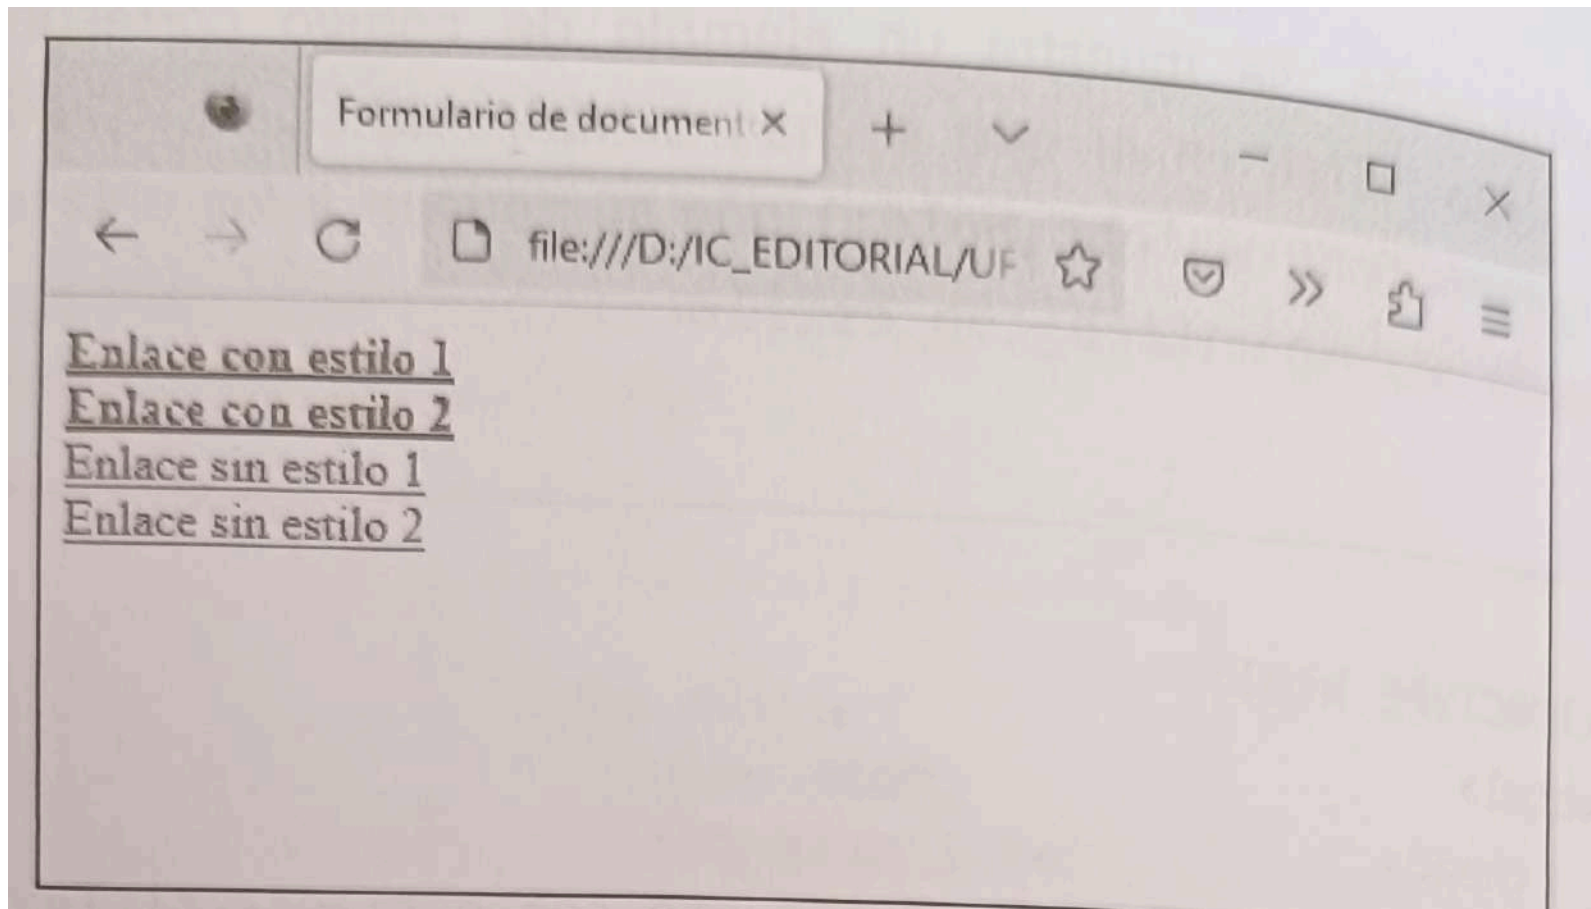 Formulario de document
file:///D:/IC_EDITORIAL/UF
Enlace con estilo 1
Enlace con estilo 2
Enlace sin estilo 1
Enlace sin estilo 2